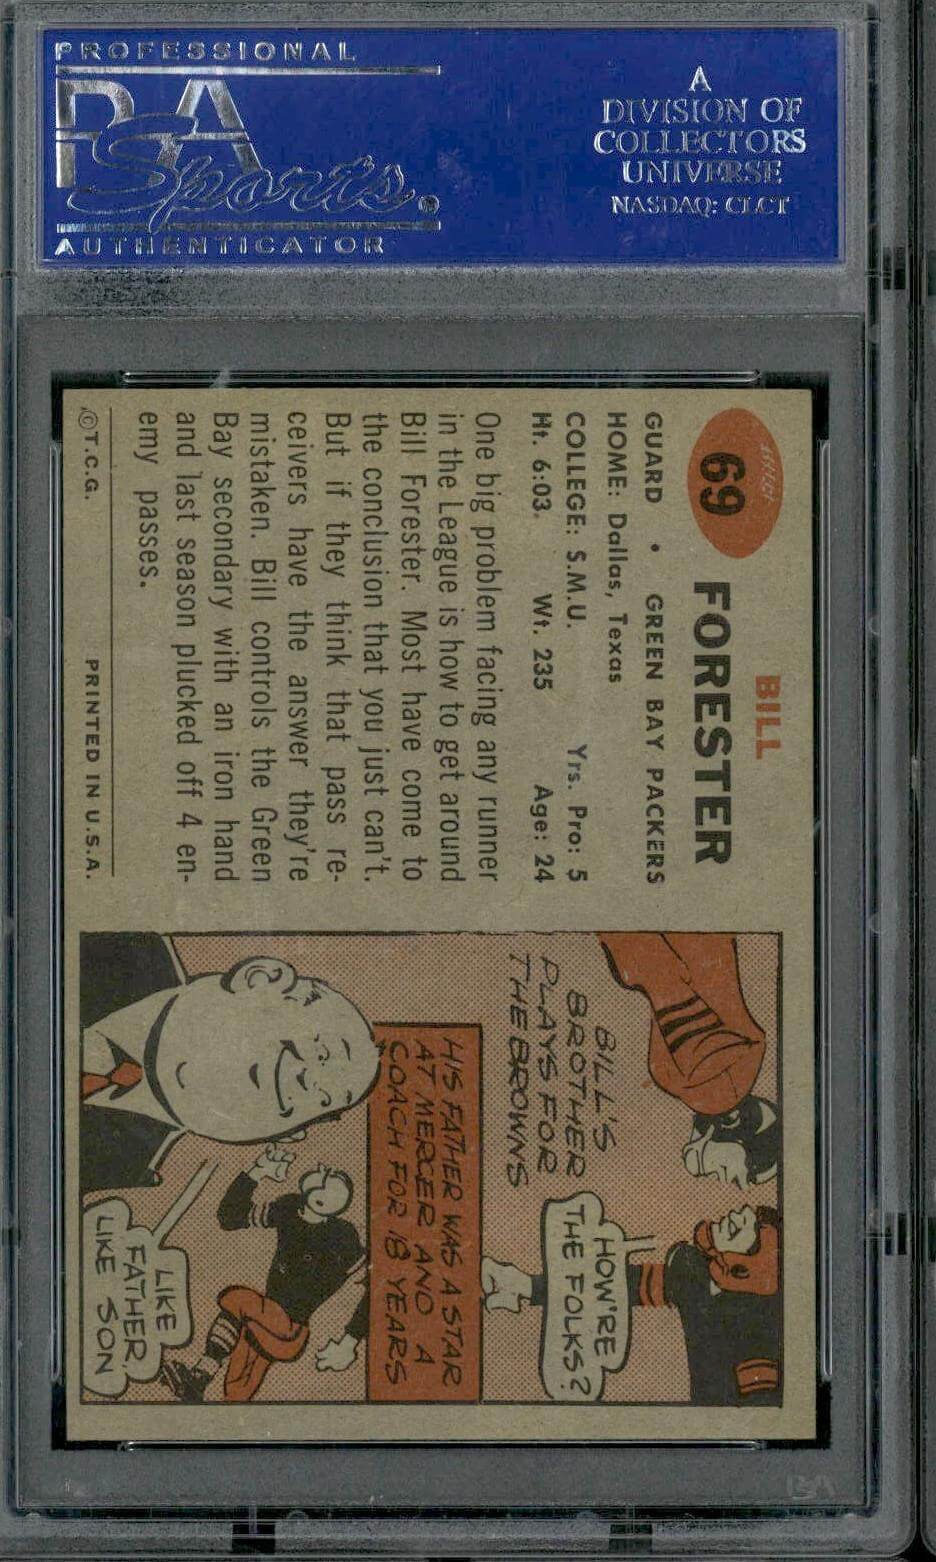 PROFESSIONAL
PSA
Sports®
AUTHENTICATOR
A
DIVISION OF
COLLECTORS
UNIVERSE
NASDAQ: CLCT
69
BILL
FORESTER
GUARD • GREEN BAY PACKERS
HOME: Dallas, Texas
COLLEGE: S.M.U. Yrs. Pro: 5
Ht. 6:03. Wt. 235 Age: 24
One big problem facing any runner
in the League is how to get around
Bill Forester. Most have come to
the conclusion that you just can't.
But if they think that pass re-
ceivers have the answer they're
mistaken. Bill controls the Green
Bay secondary with an iron hand
and last season plucked off 4 en-
emy passes.
©T.C.G. PRINTED IN U.S.A.
BILL'S
BROTHER
PLAYS FOR
THE BROWNS
HOW'RE
THE FOLKS?
HIS FATHER WAS A STAR
AT MERCER AND A
COACH FOR 18 YEARS
LIKE
FATHER,
LIKE SON
PSA